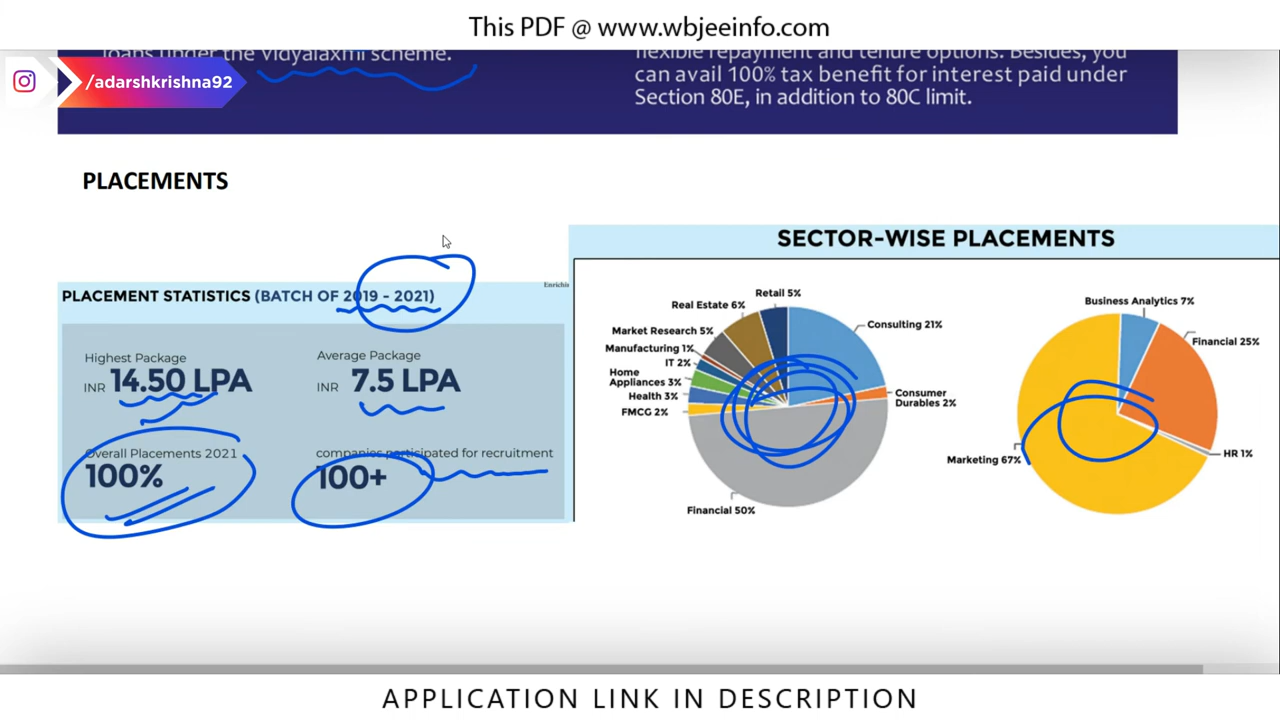 This PDF @ www.wbjeeinfo.com
loans under the Vidyalaxmi scheme.
/adarshkrishna92
flexible repayment and tenure options. Besides, you
can avail 100% tax benefit for interest paid under
Section 80E, in addition to 80C limit.
PLACEMENTS
PLACEMENT STATISTICS (BATCH OF 2019 - 2021)
Highest Package
INR 14.50 LPA
Average Package
INR 7.5 LPA
Overall Placements 2021
100%
companies participated for recruitment
100+
Enrichi
SECTOR-WISE PLACEMENTS
Retail 5%
Real Estate 6%
Consulting 21%
Market Research 5%
Manufacturing 1%
IT 2%
Home
Appliances 3%
Health 3%
FMCG 2%
Consumer
Durables 2%
Financial 50%
Business Analytics 7%
Financial 25%
HR 1%
Marketing 67%
APPLICATION LINK IN DESCRIPTION